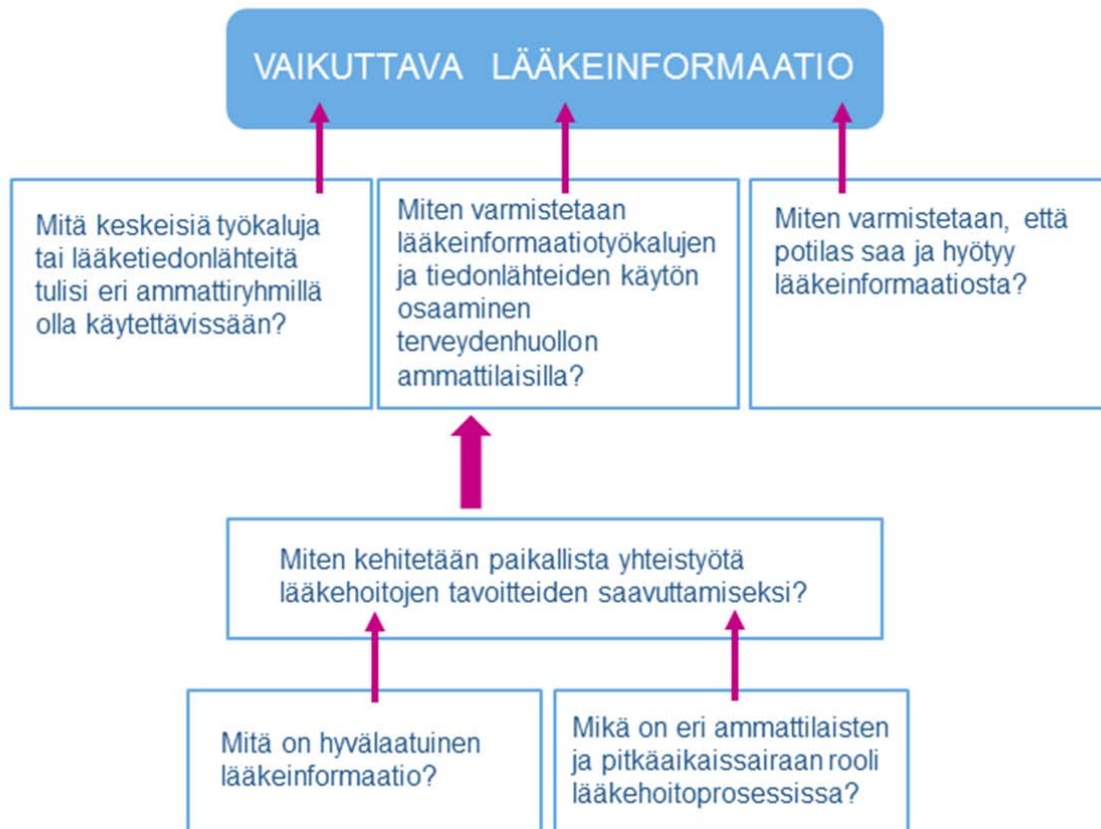 VAIKUTTAVA LÄÄKEINFORMAATIO
Mitä keskeisiä työkaluja
tai lääketiedonlähteitä
tulisi eri ammattiryhmillä
olla käytettävissään?
Miten varmistetaan
lääkeinformaatiotyökalujen
ja tiedonlähteiden käytön
osaaminen
terveydenhuollon
ammattilaisilla?
Miten varmistetaan, että
potilas saa ja hyötyy
lääkeinformaatiosta?
Miten kehitetään paikallista yhteistyötä
lääkehoitojen tavoitteiden saavuttamiseksi?
Mitä on hyvälaatuinen
lääkeinformaatio?
Mikä on eri ammattilaisten
ja pitkäaikaissairaan rooli
lääkehoitoprosessissa?